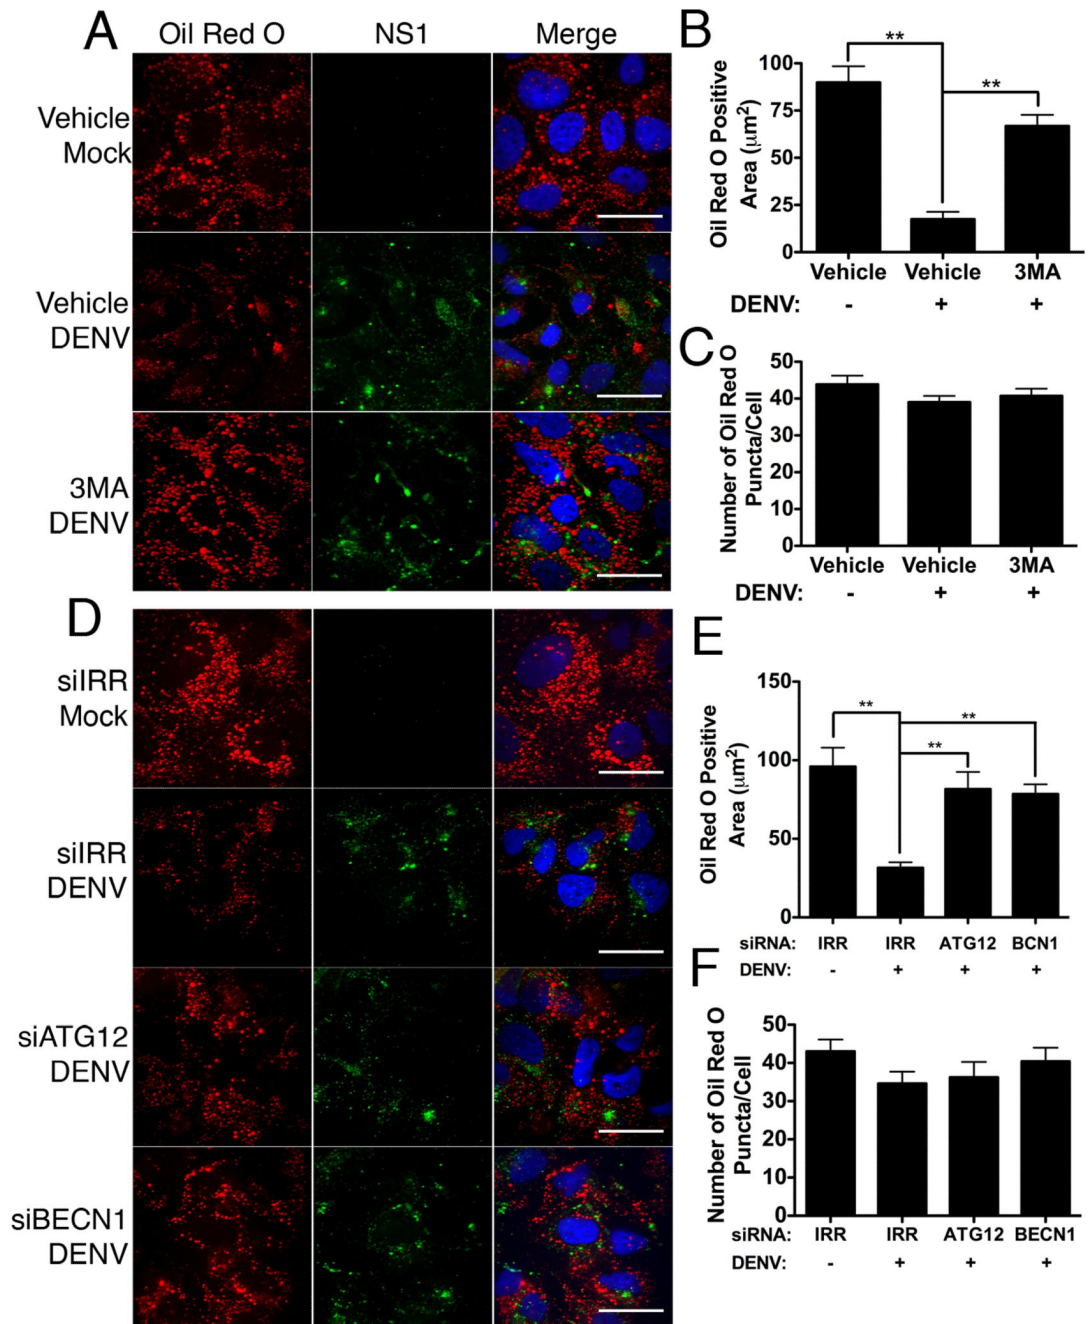 A
Oil Red O NS1 Merge
Vehicle
Mock
Vehicle
DENV
3MA
DENV
B
Oil Red O Positive
Area (μm²)
100
75
50
25
0
** **
Vehicle Vehicle 3MA
DENV: - + +
C
Number of Oil Red O
Puncta/Cell
50
40
30
20
10
0
Vehicle Vehicle 3MA
DENV: - + +
D
siIRR
Mock
siIRR
DENV
siATG12
DENV
siBECN1
DENV
E
Oil Red O Positive
Area (μm²)
150
100
50
0
** ** **
siRNA: IRR IRR ATG12 BCN1
DENV: - + + +
F
Number of Oil Red O
Puncta/Cell
50
40
30
20
10
0
siRNA: IRR IRR ATG12 BECN1
DENV: - + + +